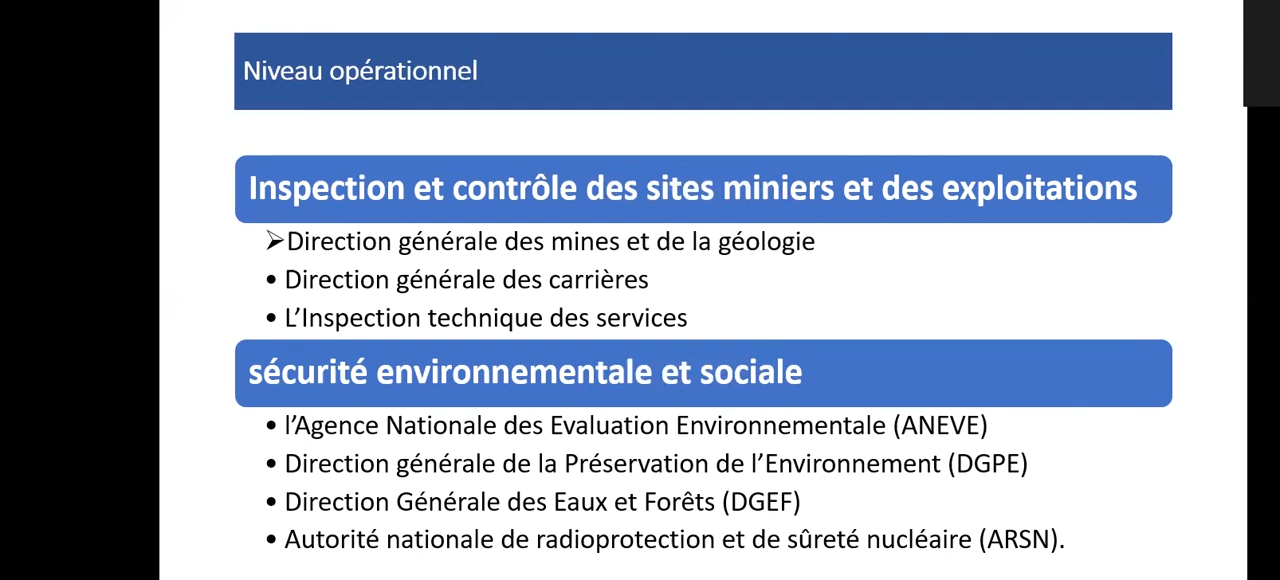 Niveau opérationnel
Inspection et contrôle des sites miniers et des exploitations
➢Direction générale des mines et de la géologie
• Direction générale des carrières
• L’Inspection technique des services
sécurité environnementale et sociale
• l’Agence Nationale des Evaluation Environnementale (ANEVE)
• Direction générale de la Préservation de l’Environnement (DGPE)
• Direction Générale des Eaux et Forêts (DGEF)
• Autorité nationale de radioprotection et de sûreté nucléaire (ARSN).